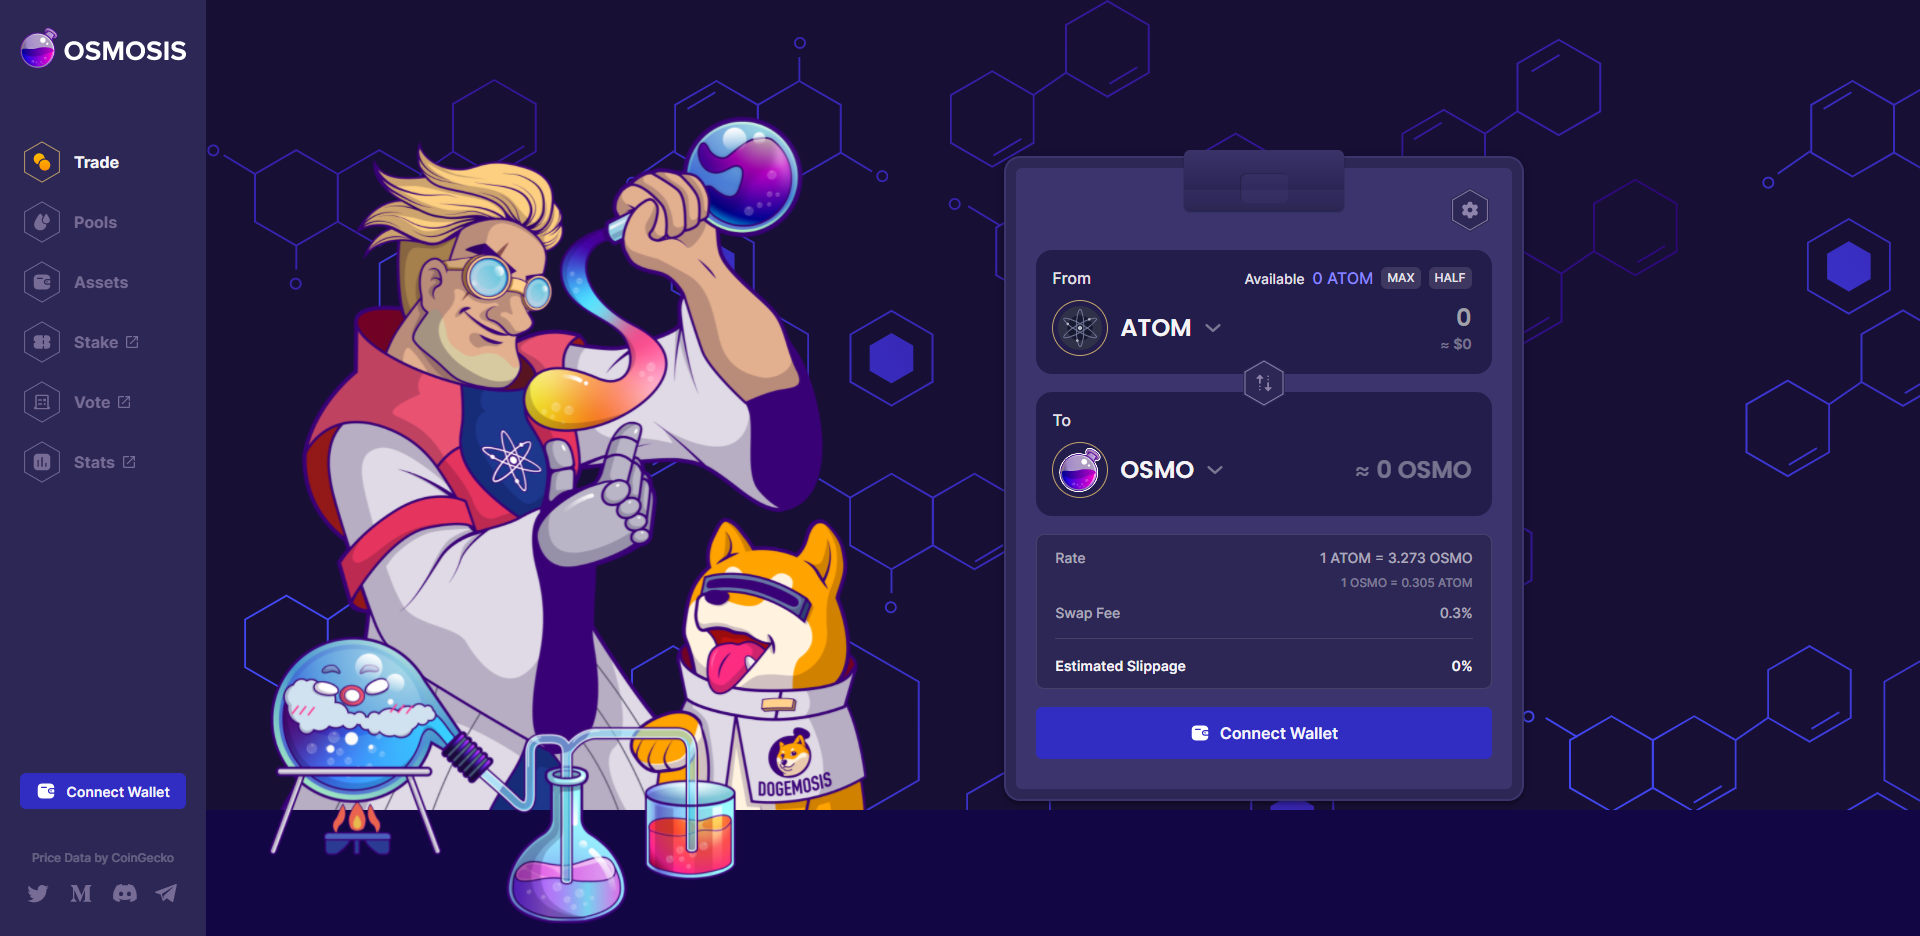 OSMOSIS
Trade
Pools
Assets
Stake
Vote
Stats
Connect Wallet
Price Data by CoinGecko
DOGEMOSIS
From
Available 0 ATOM MAX HALF
ATOM
0
≈ $0
To
OSMO
≈ 0 OSMO
Rate
1 ATOM = 3.273 OSMO
1 OSMO = 0.305 ATOM
Swap Fee
0.3%
Estimated Slippage
0%
Connect Wallet